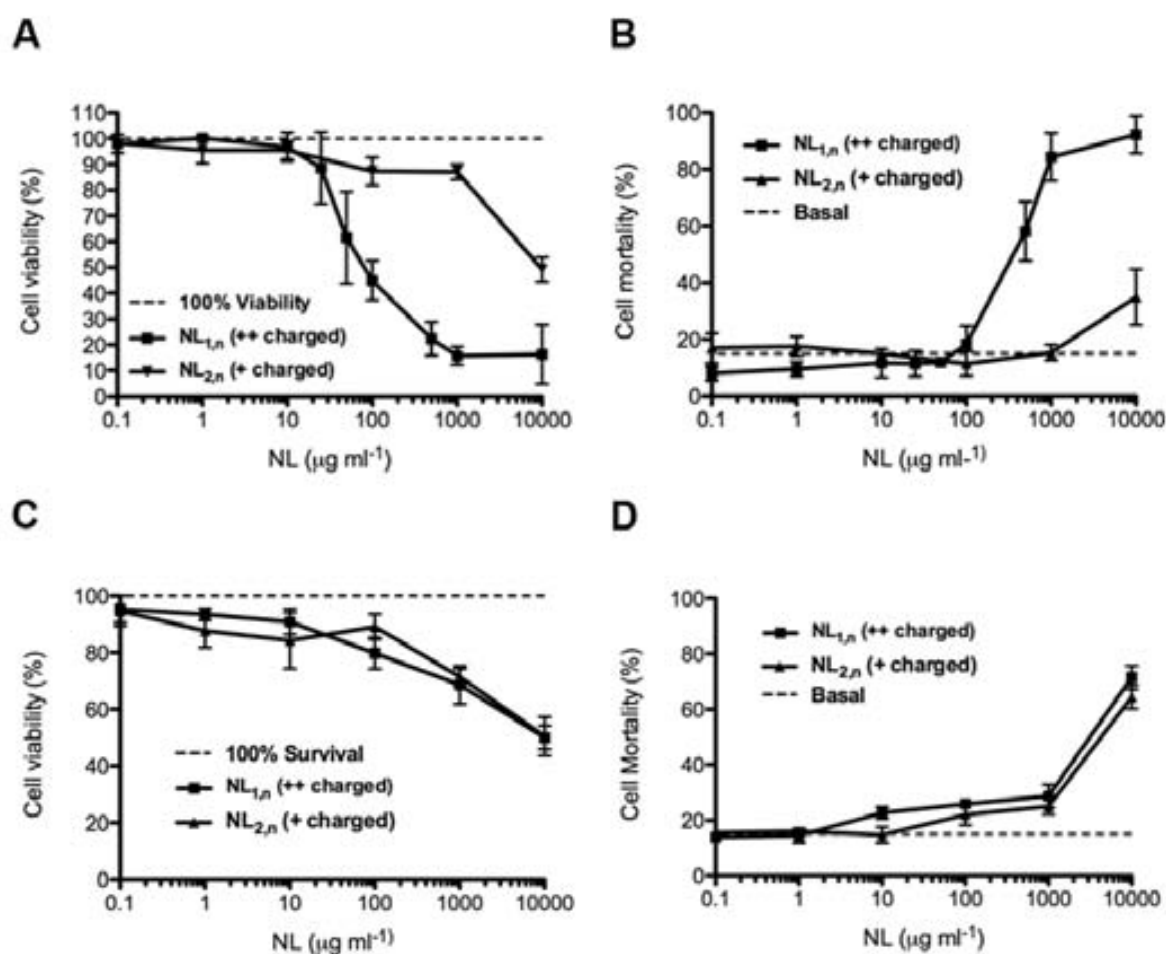 A
110
100
90
80
70
60
50
40
30
20
10
0
Cell viability (%)
100% Viability
NL1,n (++ charged)
NL2,n (+ charged)
0.1 1 10 100 1000 10000
NL (µg ml-1)
B
100
80
60
40
20
0
Cell mortality (%)
NL1,n (++ charged)
NL2,n (+ charged)
Basal
0.1 1 10 100 1000 10000
NL (µg ml-1)
C
100
80
60
40
20
0
Cell viability (%)
100% Survival
NL1,n (++ charged)
NL2,n (+ charged)
0.1 1 10 100 1000 10000
NL (µg ml-1)
D
100
80
60
40
20
0
Cell Mortality (%)
NL1,n (++ charged)
NL2,n (+ charged)
Basal
0.1 1 10 100 1000 10000
NL (µg ml-1)